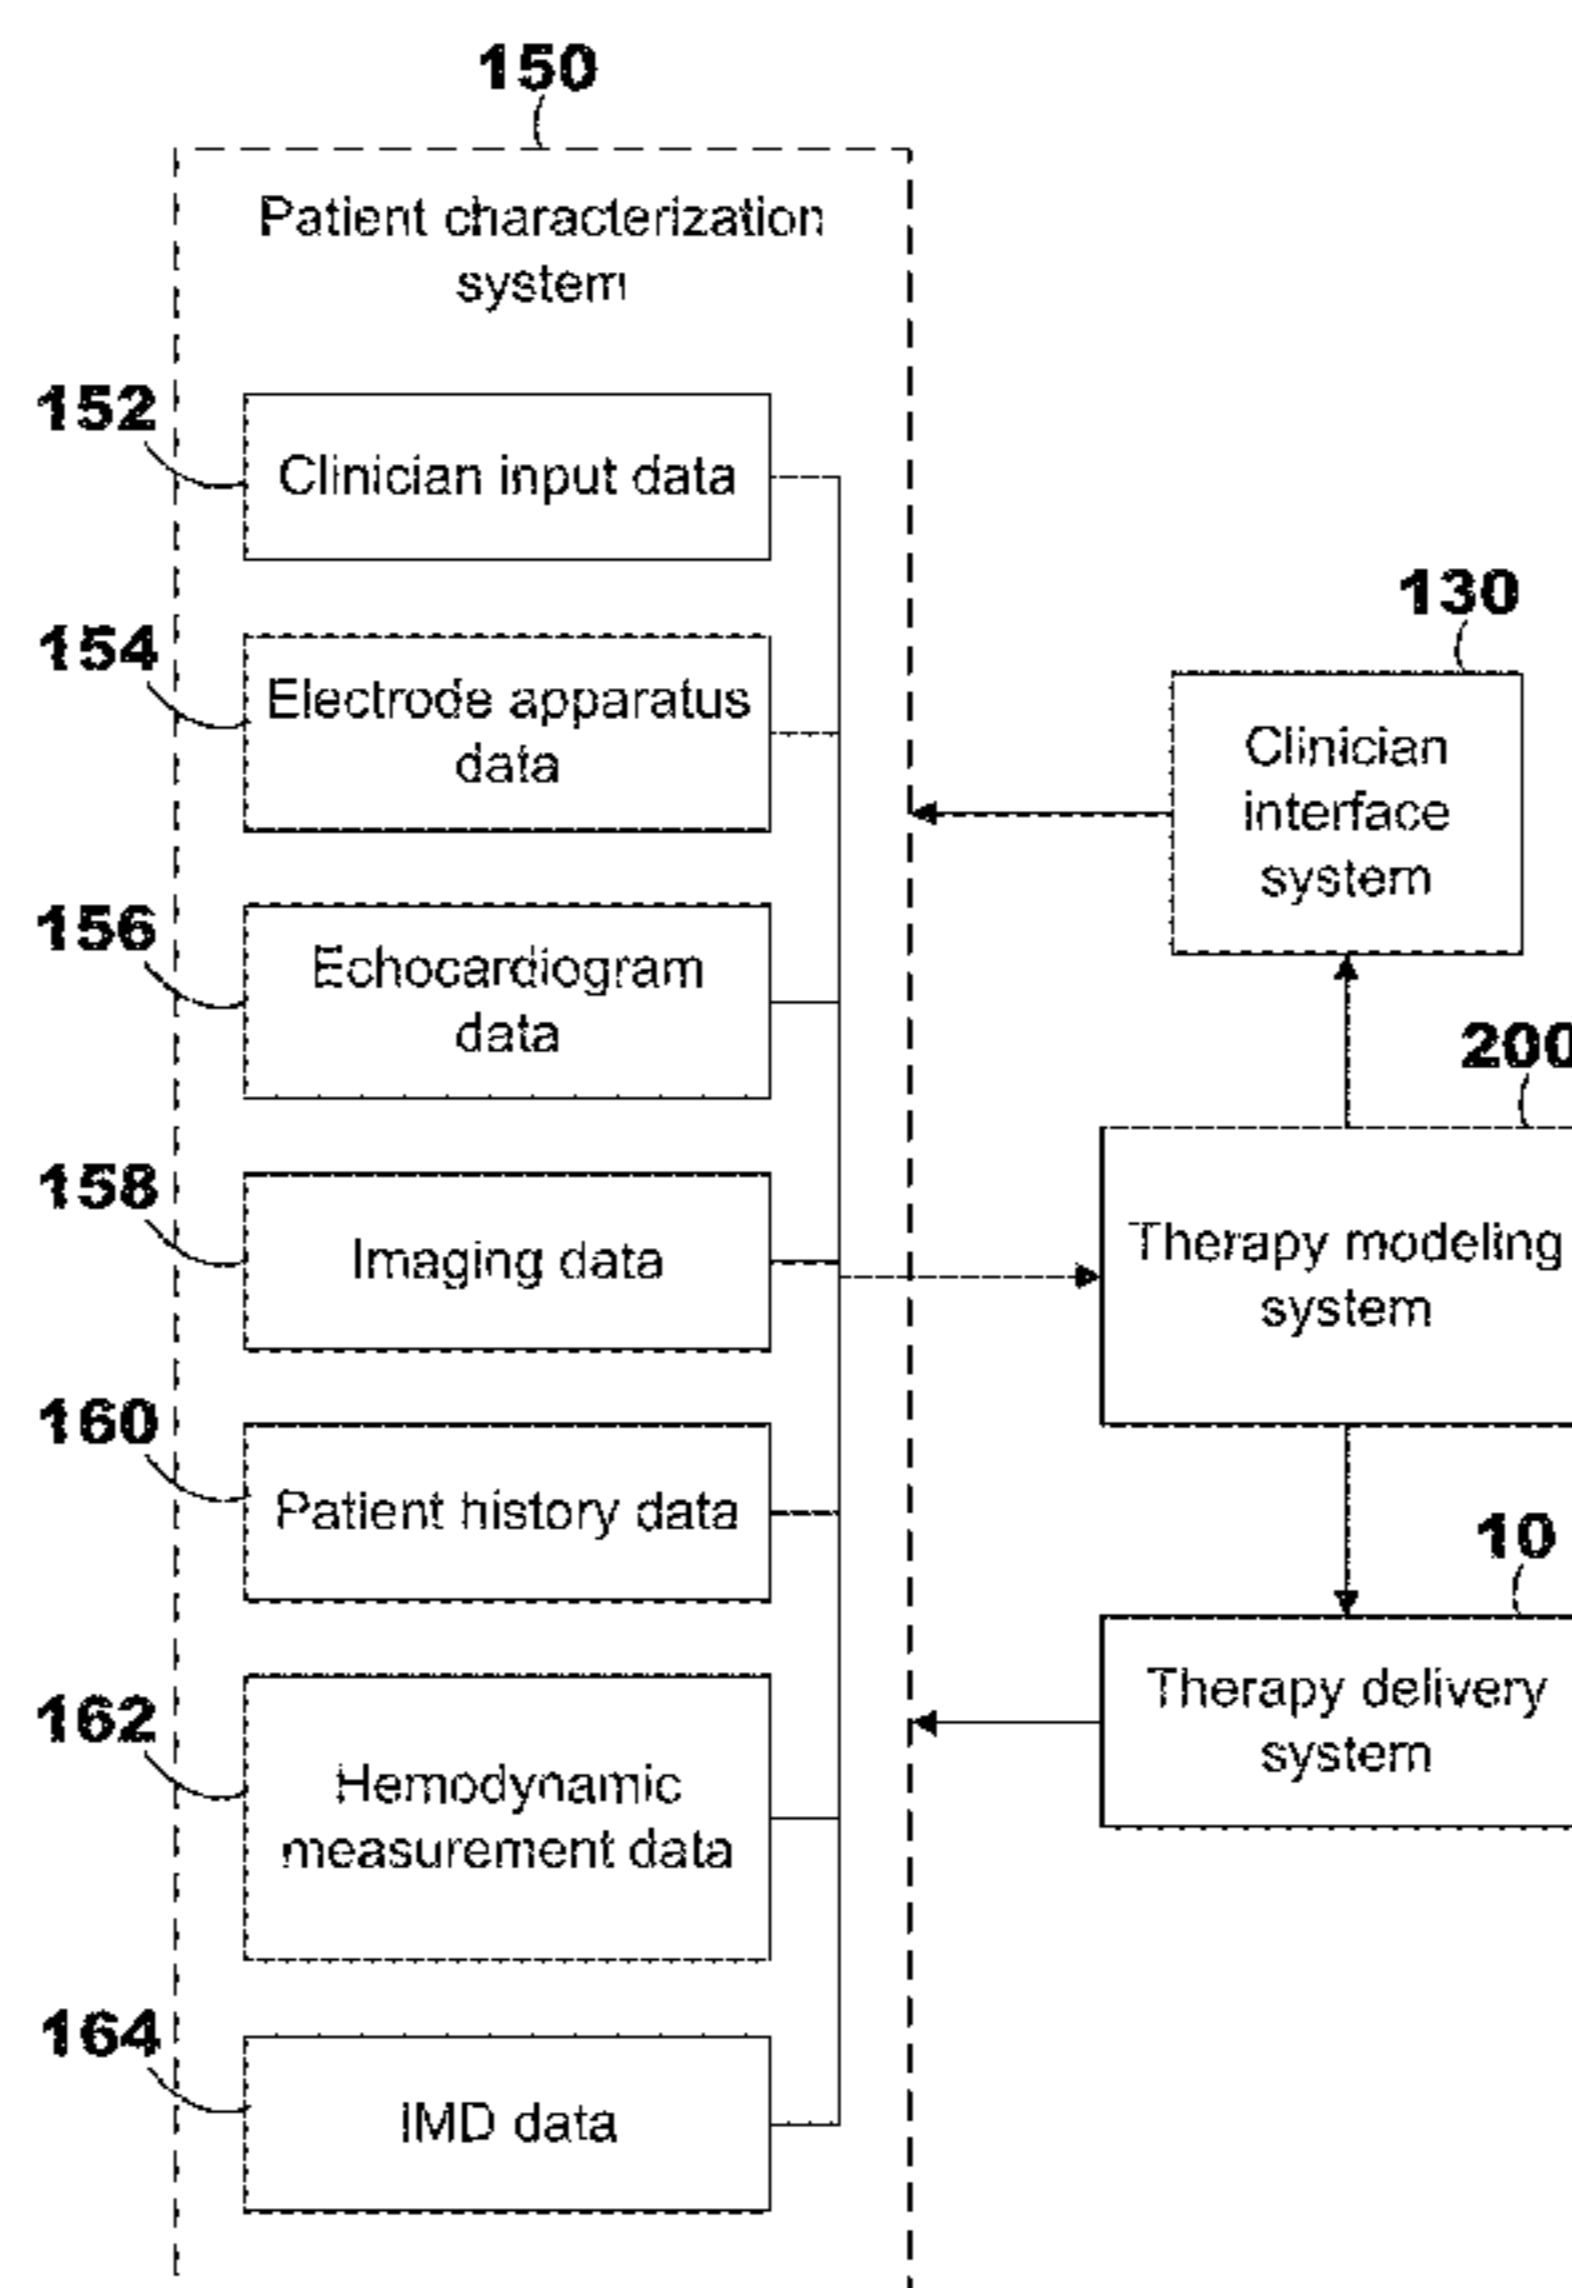 150
Patient characterization
system
152
Clinician input data
154
Electrode apparatus
data
156
Echocardiogram
data
158
Imaging data
160
Patient history data
162
Hemodynamic
measurement data
164
IMD data
130
Clinician
interface
system
200
Therapy modeling
system
10
Therapy delivery
system